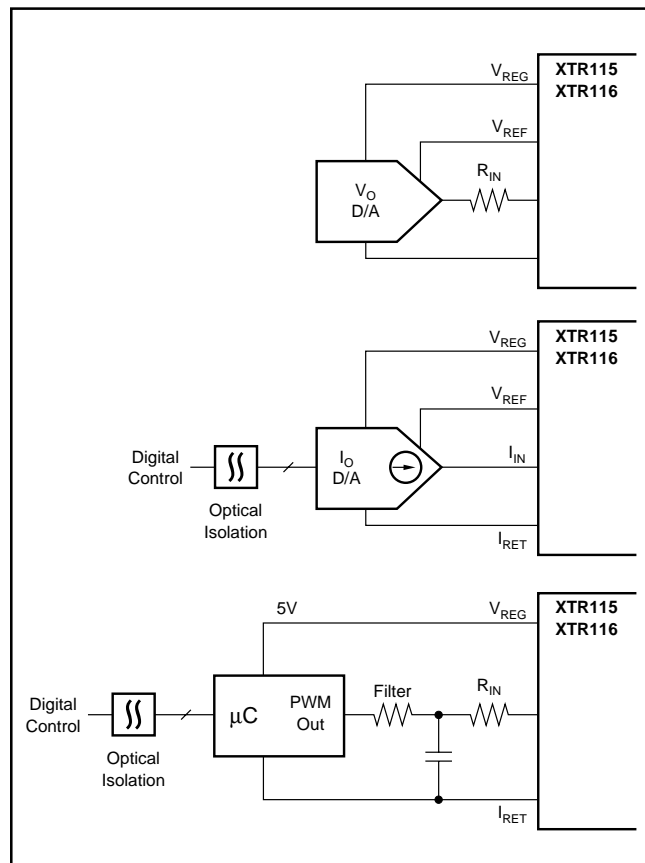 V_REG
XTR115
XTR116
V_REF
R_IN
V_O
D/A
V_REG
XTR115
XTR116
V_REF
Digital
Control
I_O
D/A
I_IN
Optical
Isolation
I_RET
5V
V_REG
XTR115
XTR116
Digital
Control
µC
PWM
Out
Filter
R_IN
Optical
Isolation
I_RET